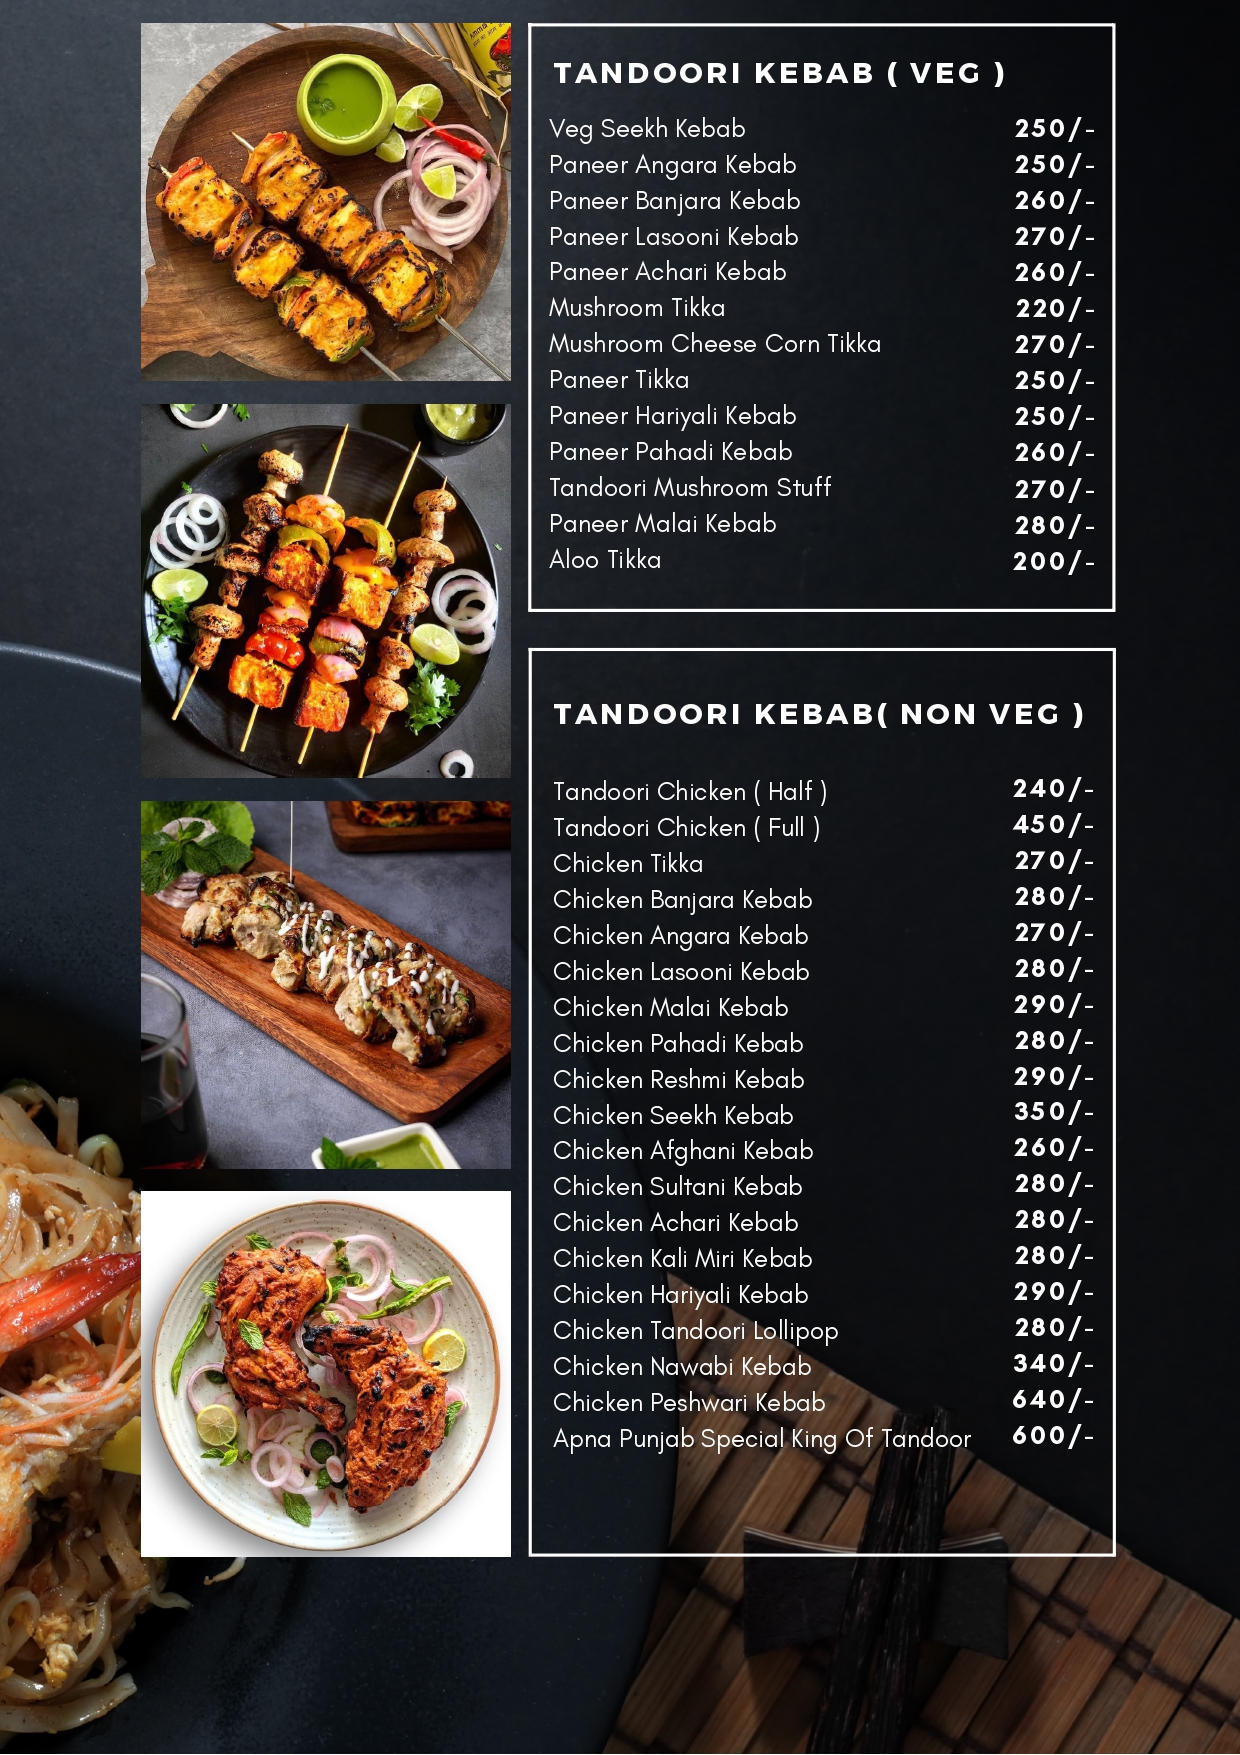 TANDOORI KEBAB ( VEG )
Veg Seekh Kebab 250/-
Paneer Angara Kebab 250/-
Paneer Banjara Kebab 260/-
Paneer Lasooni Kebab 270/-
Paneer Achari Kebab 260/-
Mushroom Tikka 220/-
Mushroom Cheese Corn Tikka 270/-
Paneer Tikka 250/-
Paneer Hariyali Kebab 250/-
Paneer Pahadi Kebab 260/-
Tandoori Mushroom Stuff 270/-
Paneer Malai Kebab 280/-
Aloo Tikka 200/-
TANDOORI KEBAB( NON VEG )
Tandoori Chicken ( Half ) 240/-
Tandoori Chicken ( Full ) 450/-
Chicken Tikka 270/-
Chicken Banjara Kebab 280/-
Chicken Angara Kebab 270/-
Chicken Lasooni Kebab 280/-
Chicken Malai Kebab 290/-
Chicken Pahadi Kebab 280/-
Chicken Reshmi Kebab 290/-
Chicken Seekh Kebab 350/-
Chicken Afghani Kebab 260/-
Chicken Sultani Kebab 280/-
Chicken Achari Kebab 280/-
Chicken Kali Miri Kebab 280/-
Chicken Hariyali Kebab 290/-
Chicken Tandoori Lollipop 280/-
Chicken Nawabi Kebab 340/-
Chicken Peshwari Kebab 640/-
Apna Punjab Special King Of Tandoor 600/-